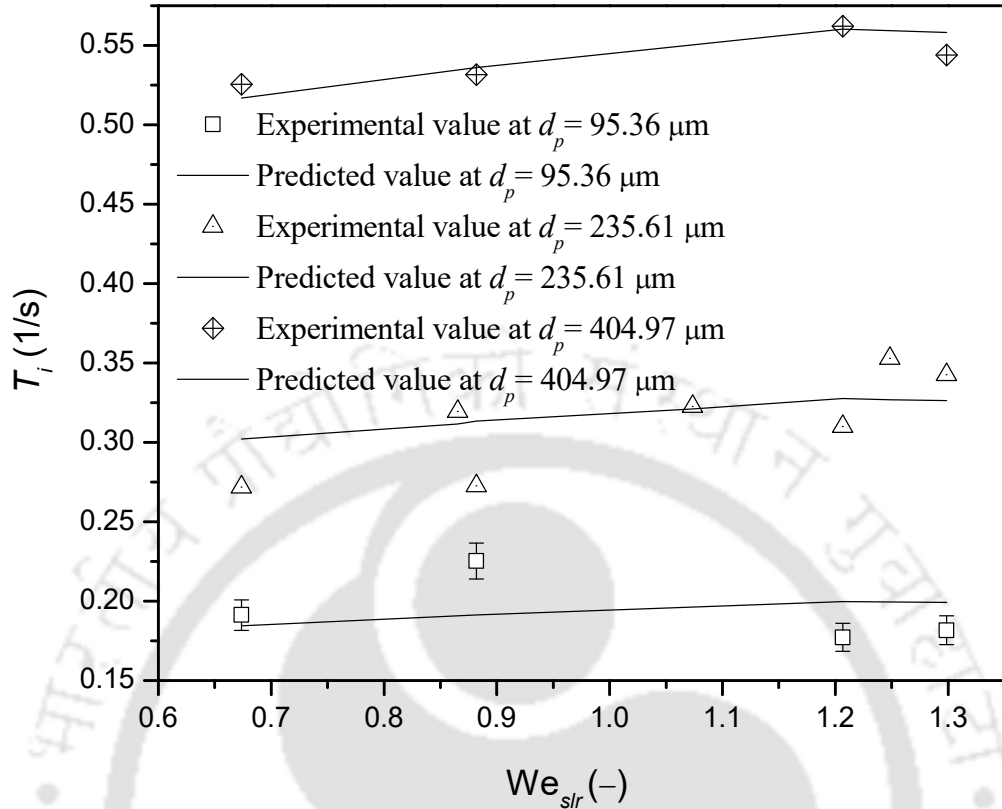 0.55
0.50
0.45
0.40
0.35
0.30
0.25
0.20
0.15
T_i (1/s)
Experimental value at d_p = 95.36 μm
Predicted value at d_p = 95.36 μm
Experimental value at d_p = 235.61 μm
Predicted value at d_p = 235.61 μm
Experimental value at d_p = 404.97 μm
Predicted value at d_p = 404.97 μm
0.6 0.7 0.8 0.9 1.0 1.1 1.2 1.3
We_slr (–)